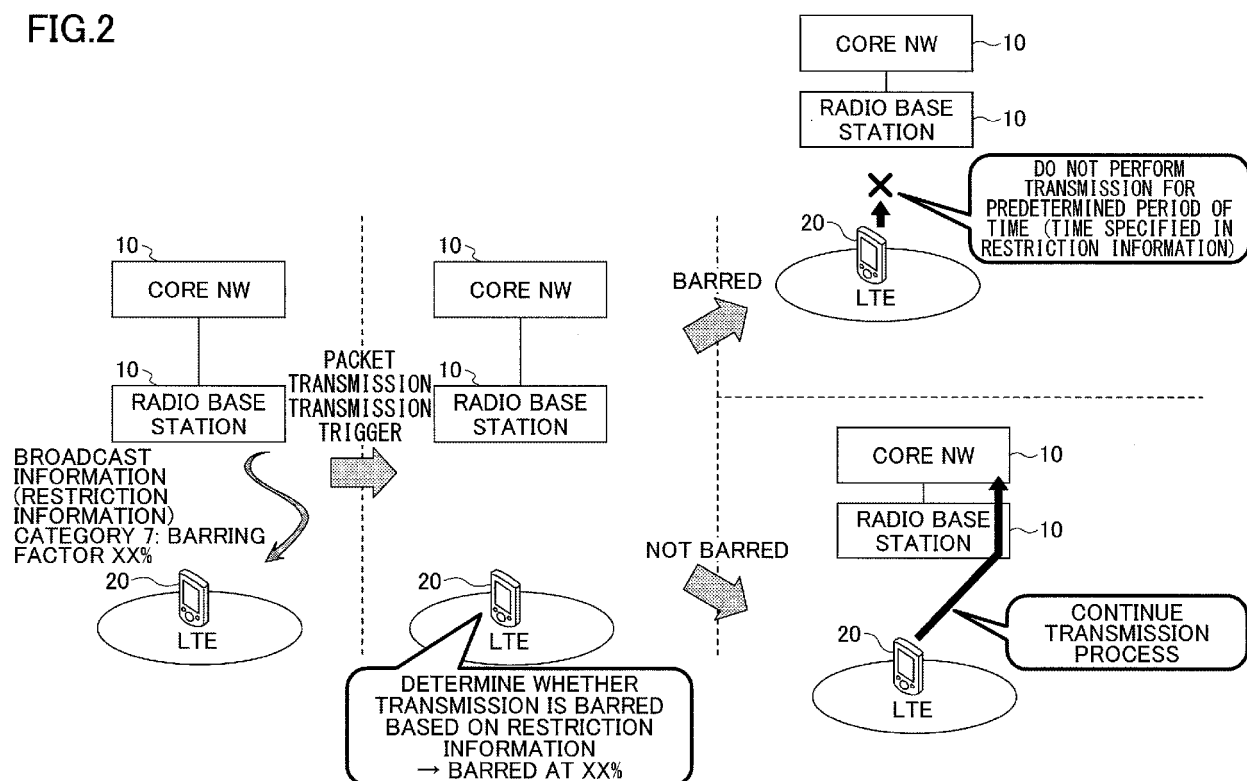 FIG.2
10
CORE NW
10
RADIO BASE
STATION
BROADCAST
INFORMATION
(RESTRICTION
INFORMATION)
CATEGORY 7: BARRING
FACTOR XX%
20
LTE
PACKET
TRANSMISSION
TRANSMISSION
TRIGGER
10
CORE NW
10
RADIO BASE
STATION
20
LTE
DETERMINE WHETHER
TRANSMISSION IS BARRED
BASED ON RESTRICTION
INFORMATION
→ BARRED AT XX%
BARRED
CORE NW
10
RADIO BASE
STATION
10
DO NOT PERFORM
TRANSMISSION FOR
PREDETERMINED PERIOD OF
TIME (TIME SPECIFIED IN
RESTRICTION INFORMATION)
20
LTE
NOT BARRED
CORE NW
10
RADIO BASE
STATION
10
CONTINUE
TRANSMISSION
PROCESS
20
LTE